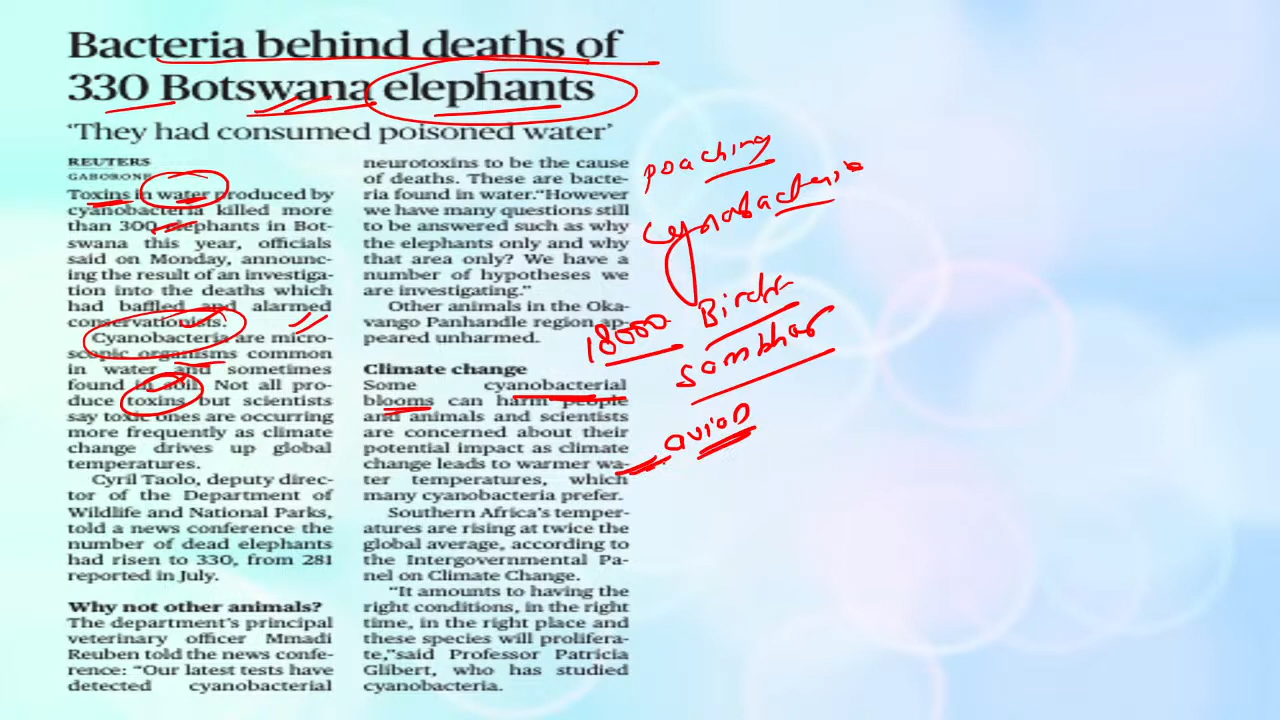 Bacteria behind deaths of
330 Botswana elephants
'They had consumed poisoned water'
REUTERS
GABORONE
Toxins in water produced by
cyanobacteria killed more
than 300 elephants in Bot-
swana this year, officials
said on Monday, announc-
ing the result of an investiga-
tion into the deaths which
had baffled and alarmed
conservationists.
Cyanobacteria are micro-
scopic organisms common
in water and sometimes
found in soil. Not all pro-
duce toxins but scientists
say toxic ones are occurring
more frequently as climate
change drives up global
temperatures.
Cyril Taolo, deputy direc-
tor of the Department of
Wildlife and National Parks,
told a news conference the
number of dead elephants
had risen to 330, from 281
reported in July.
Why not other animals?
The department's principal
veterinary officer Mmadi
Reuben told the news confe-
rence: "Our latest tests have
detected cyanobacterial
neurotoxins to be the cause
of deaths. These are bacte-
ria found in water."However
we have many questions still
to be answered such as why
the elephants only and why
that area only? We have a
number of hypotheses we
are investigating."
Other animals in the Oka-
vango Panhandle region ap-
peared unharmed.
Climate change
Some cyanobacterial
blooms can harm people
and animals and scientists
are concerned about their
potential impact as climate
change leads to warmer wa-
ter temperatures, which
many cyanobacteria prefer.
Southern Africa's temper-
atures are rising at twice the
global average, according to
the Intergovernmental Pa-
nel on Climate Change.
"It amounts to having the
right conditions, in the right
time, in the right place and
these species will prolifera-
te,"said Professor Patricia
Glibert, who has studied
cyanobacteria.
poaching
18000
sambhar